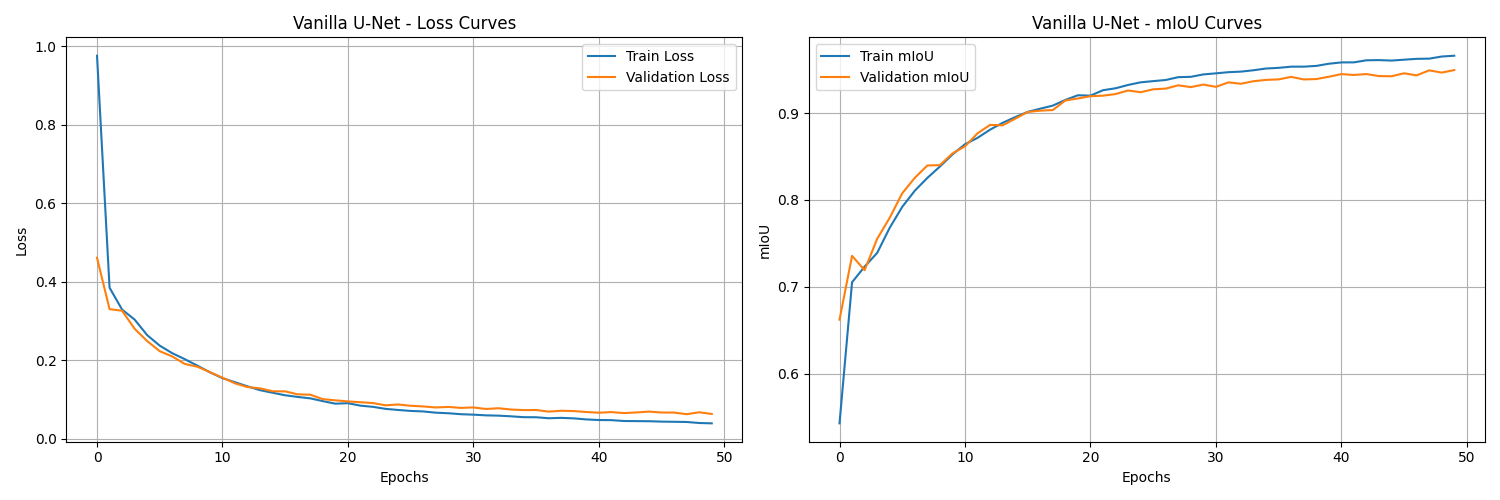 Vanilla U-Net - Loss Curves
1.0
0.8
0.6
0.4
0.2
0.0
Loss
Train Loss
Validation Loss
0 10 20 30 40 50
Epochs
Vanilla U-Net - mIoU Curves
0.9
0.8
0.7
0.6
mIoU
Train mIoU
Validation mIoU
0 10 20 30 40 50
Epochs